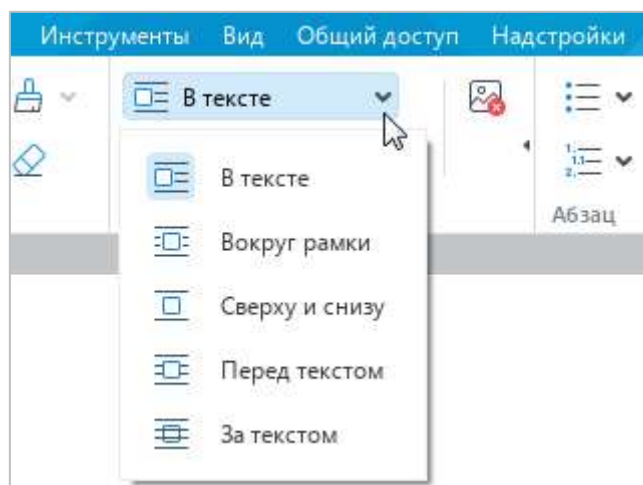 Инструменты Вид Общий доступ Надстройки
В тексте
В тексте
Вокруг рамки
Сверху и снизу
Перед текстом
За текстом
Абзац